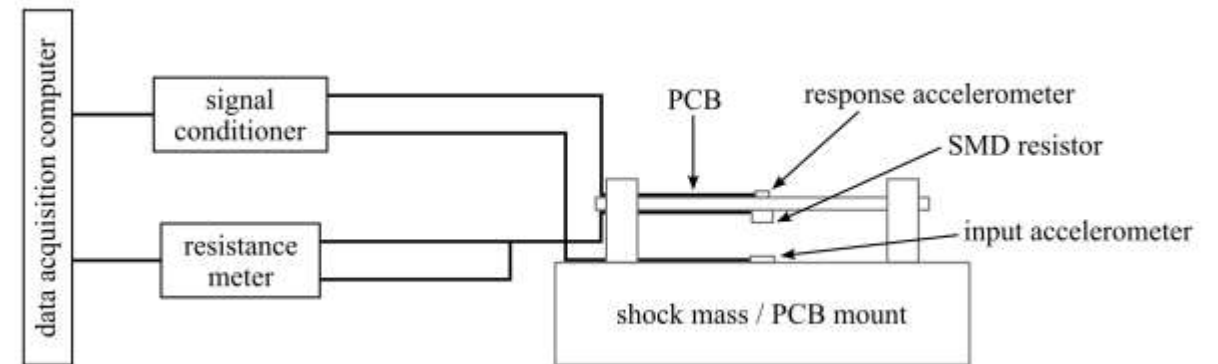 data acquisition computer
signal
conditioner
resistance
meter
PCB
response accelerometer
SMD resistor
input accelerometer
shock mass / PCB mount